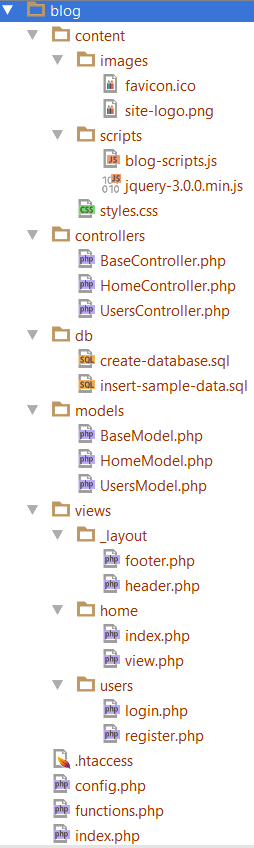 blog
content
images
favicon.ico
site-logo.png
scripts
blog-scripts.js
jquery-3.0.0.min.js
styles.css
controllers
BaseController.php
HomeController.php
UsersController.php
db
create-database.sql
insert-sample-data.sql
models
BaseModel.php
HomeModel.php
UsersModel.php
views
_layout
footer.php
header.php
home
index.php
view.php
users
login.php
register.php
.htaccess
config.php
functions.php
index.php